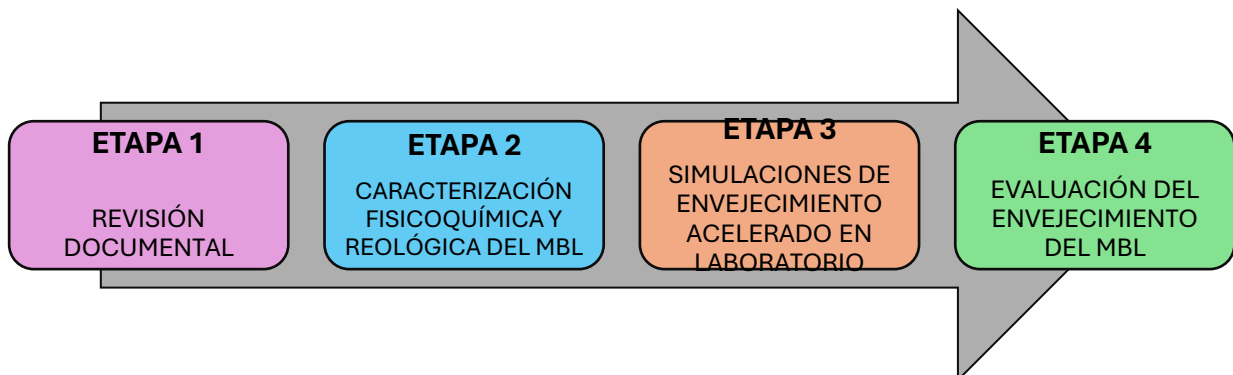 ETAPA 1
REVISIÓN
DOCUMENTAL
ETAPA 2
CARACTERIZACIÓN
FISICOQUÍMICA Y
REOLÓGICA DEL MBL
ETAPA 3
SIMULACIONES DE
ENVEJECIMIENTO
ACELERADO EN
LABORATORIO
ETAPA 4
EVALUACIÓN DEL
ENVEJECIMIENTO
DEL MBL